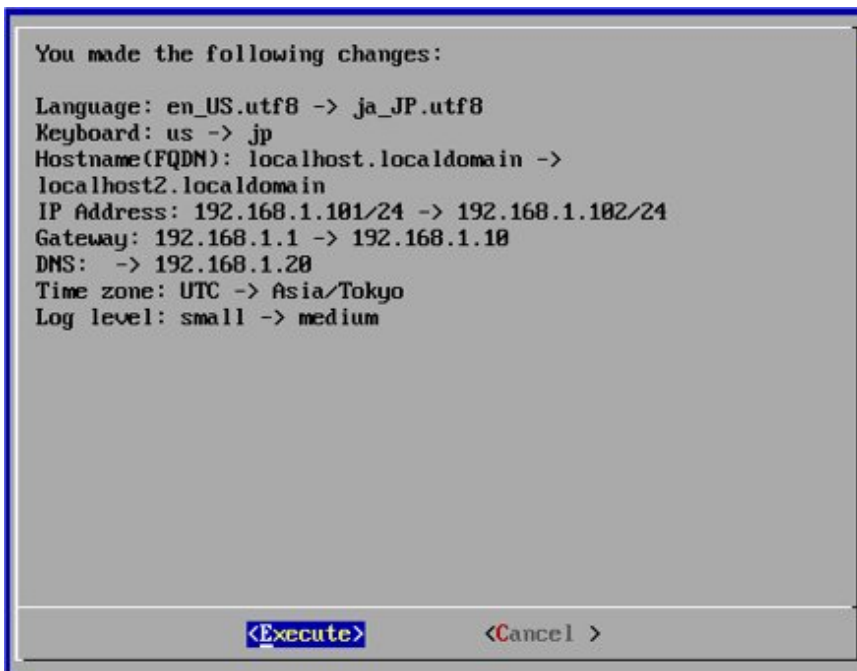 You made the following changes:
Language: en_US.utf8 -> ja_JP.utf8
Keyboard: us -> jp
Hostname(FQDN): localhost.localdomain ->
localhost2.localdomain
IP Address: 192.168.1.101/24 -> 192.168.1.102/24
Gateway: 192.168.1.1 -> 192.168.1.10
DNS:  -> 192.168.1.20
Time zone: UTC -> Asia/Tokyo
Log level: small -> medium
<Execute> <Cancel >